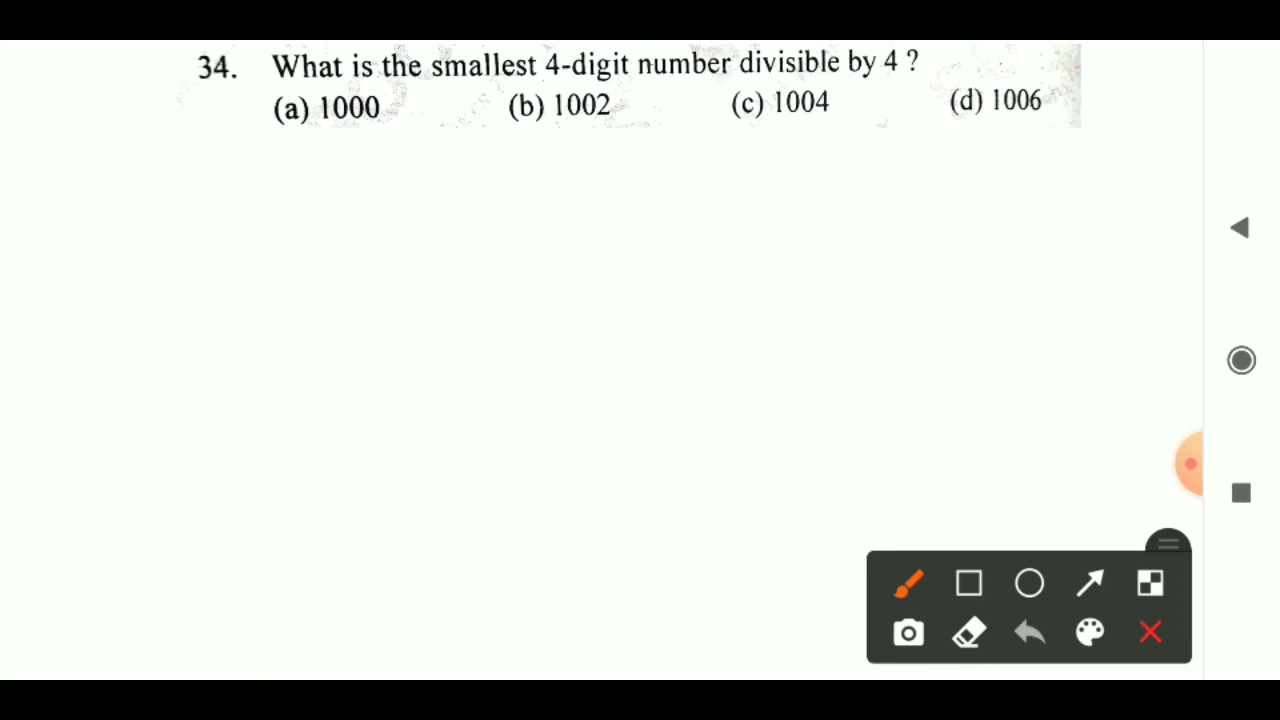 34. What is the smallest 4-digit number divisible by 4 ?
(a) 1000 (b) 1002 (c) 1004 (d) 1006